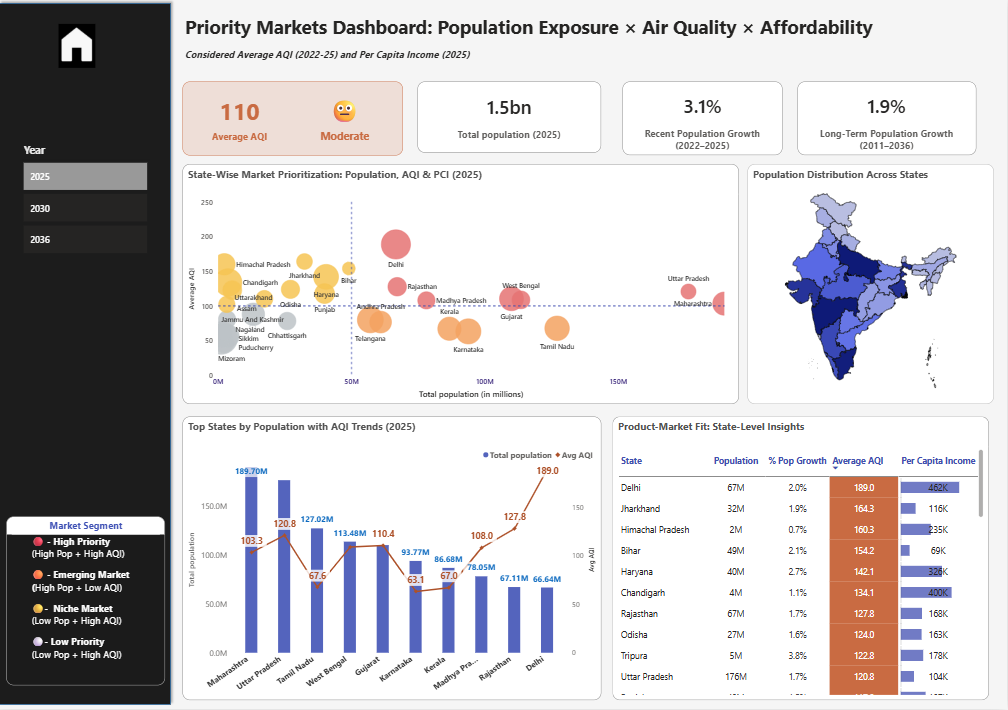 Priority Markets Dashboard: Population Exposure × Air Quality × Affordability
Considered Average AQI (2022-25) and Per Capita Income (2025)
110
Average AQI
Moderate
1.5bn
Total population (2025)
3.1%
Recent Population Growth
(2022–2025)
1.9%
Long-Term Population Growth
(2011–2036)
Year
2025
2030
2036
Market Segment
- High Priority
(High Pop + High AQI)
- Emerging Market
(High Pop + Low AQI)
- Niche Market
(Low Pop + High AQI)
- Low Priority
(Low Pop + High AQI)
State-Wise Market Prioritization: Population, AQI & PCI (2025)
Average AQI
250
200
150
100
50
0
0M
50M
100M
150M
Total population (in millions)
Himachal Pradesh
Chandigarh
Uttarakhand
Assam
Jammu And Kashmir
Nagaland
Sikkim
Puducherry
Mizoram
Jharkhand
Odisha
Chhattisgarh
Haryana
Punjab
Bihar
Delhi
Rajasthan
Andhra Pradesh
Telangana
Madhya Pradesh
Kerala
Karnataka
West Bengal
Gujarat
Tamil Nadu
Uttar Pradesh
Maharashtra
Population Distribution Across States
Top States by Population with AQI Trends (2025)
Total population
Avg AQI
Total population
150.0M
100.0M
50.0M
0.0M
Avg AQI
150
100
50
0
189.70M
127.02M
113.48M
93.77M
86.68M
78.05M
67.11M
66.64M
103.3
120.8
67.6
110.4
63.1
67.0
108.0
127.8
189.0
Maharashtra
Uttar Pradesh
Tamil Nadu
West Bengal
Gujarat
Karnataka
Kerala
Madhya Pra...
Rajasthan
Delhi
Product-Market Fit: State-Level Insights
State Population % Pop Growth Average AQI Per Capita Income
Delhi 67M 2.0% 189.0 462K
Jharkhand 32M 1.9% 164.3 116K
Himachal Pradesh 2M 0.7% 160.3 235K
Bihar 49M 2.1% 154.2 69K
Haryana 40M 2.7% 142.1 326K
Chandigarh 4M 1.1% 134.1 400K
Rajasthan 67M 1.7% 127.8 168K
Odisha 27M 1.6% 124.0 163K
Tripura 5M 3.8% 122.8 178K
Uttar Pradesh 176M 1.7% 120.8 104K